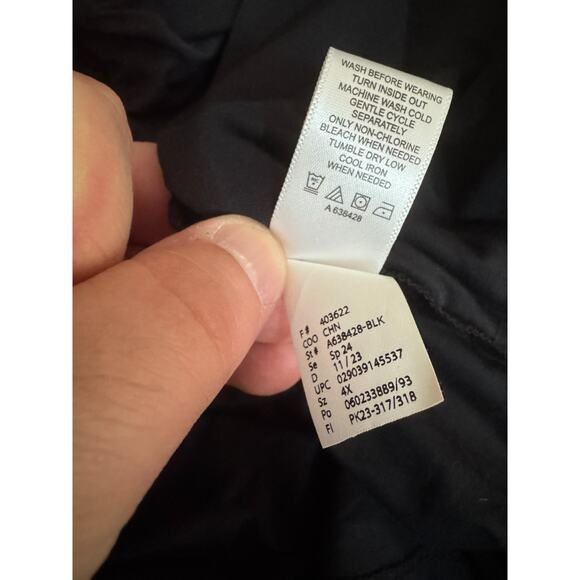 WASH BEFORE WEARING
TURN INSIDE OUT
MACHINE WASH COLD
GENTLE CYCLE
SEPARATELY
ONLY NON-CHLORINE
BLEACH WHEN NEEDED
TUMBLE DRY LOW
COOL IRON
WHEN NEEDED
A 638428
F# 403622
COO CHN
St# A638428-BLK
Se Sp 24
D 11/23
UPC 029039145537
Sz 4X
Po 060233889/93
FI PK23-317/318